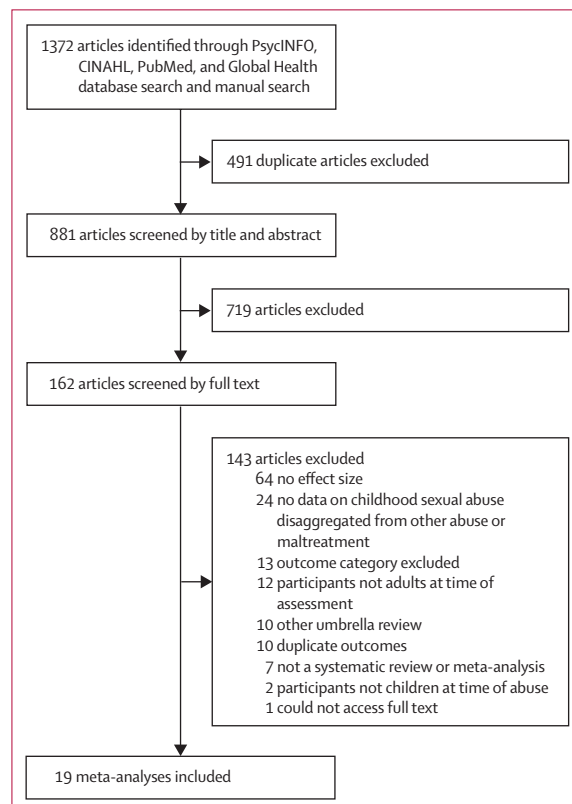 1372 articles identified through PsycINFO,
CINAHL, PubMed, and Global Health
database search and manual search
491 duplicate articles excluded
881 articles screened by title and abstract
719 articles excluded
162 articles screened by full text
143 articles excluded
64 no effect size
24 no data on childhood sexual abuse
disaggregated from other abuse or
maltreatment
13 outcome category excluded
12 participants not adults at time of
assessment
10 other umbrella review
10 duplicate outcomes
7 not a systematic review or meta-analysis
2 participants not children at time of abuse
1 could not access full text
19 meta-analyses included